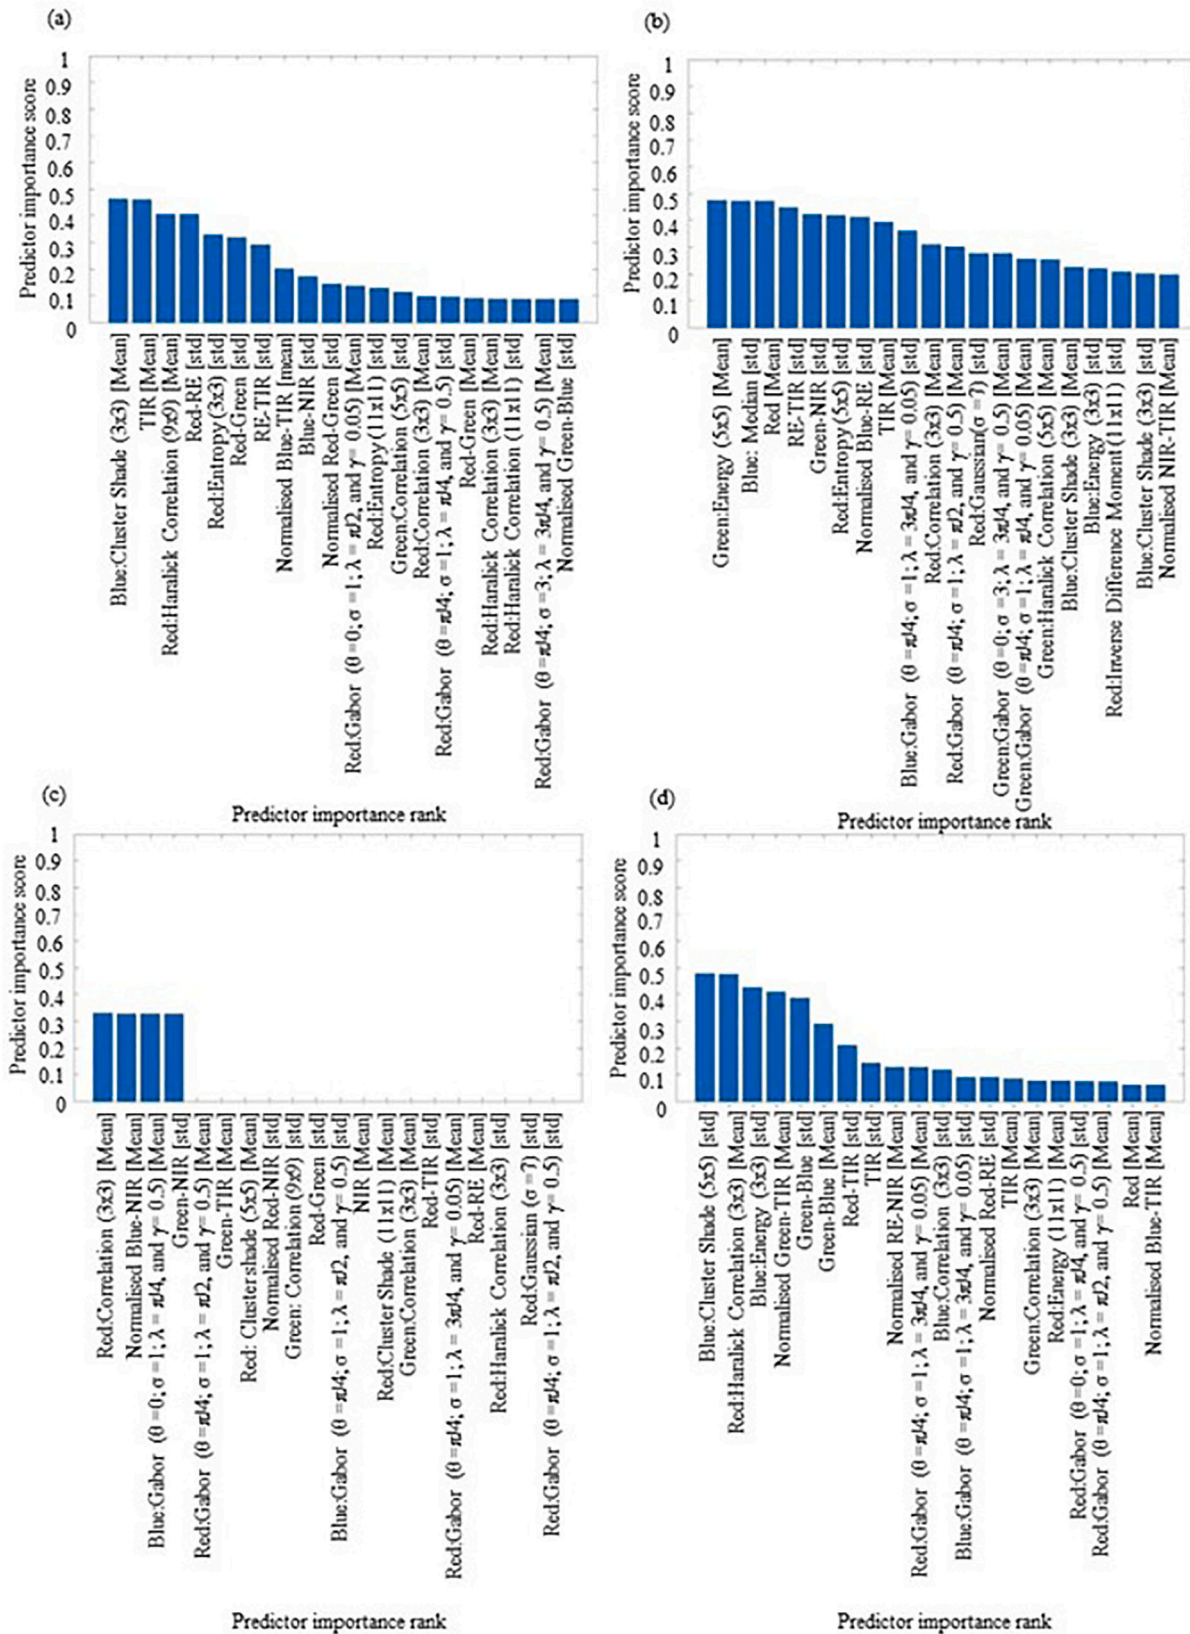 (a)
Predictor importance score
1
0.9
0.8
0.7
0.6
0.5
0.4
0.3
0.2
0.1
0
Blue:Cluster Shade (3x3) [Mean]
TIR [Mean]
Red:Haralick Correlation (9x9) [Mean]
Red-RE [std]
Red:Entropy (3x3) [std]
Red-Green [std]
RE-TIR [std]
Normalised Blue-TIR [mean]
Blue-NIR [std]
Normalised Red-Green [std]
Red:Gabor (θ=0; σ=1; λ = π/2, and γ= 0.05) [Mean]
Red:Entropy (11x11) [std]
Green:Correlation (5x5) [std]
Red:Correlation (3x3) [Mean]
Red:Gabor (θ=π/4; σ=1; λ = π/4, and γ= 0.5) [std]
Red-Green [Mean]
Red:Haralick Correlation (3x3) [Mean]
Red:Haralick Correlation (11x11) [std]
Red:Gabor (θ=π/4; σ=3; λ = 3π/4, and γ= 0.5) [Mean]
Normalised Green-Blue [std]
Predictor importance rank
(b)
Predictor importance score
1
0.9
0.8
0.7
0.6
0.5
0.4
0.3
0.2
0.1
0
Green:Energy (5x5) [Mean]
Blue: Median [std]
Red [Mean]
RE-TIR [std]
Green-NIR [std]
Red:Entropy (5x5) [std]
Normalised Blue-RE [std]
TIR [Mean]
Blue:Gabor (θ=π/4; σ=1; λ = 3π/4, and γ= 0.05) [std]
Red:Correlation (3x3) [Mean]
Red:Gabor (θ=π/4; σ=1; λ = π/2, and γ= 0.5) [Mean]
Red:Gaussian(σ=7) [std]
Green:Gabor (θ=0; σ=3; λ = 3π/4, and γ= 0.5) [Mean]
Green:Gabor (θ=π/4; σ=1; λ = π/4, and γ= 0.05) [Mean]
Green:Haralick Correlation (5x5) [std]
Blue:Cluster Shade (3x3) [Mean]
Blue:Energy (3x3) [std]
Red:Inverse Difference Moment(11x11) [std]
Blue:Cluster Shade (3x3) [std]
Normalised NIR-TIR [Mean]
Predictor importance rank
(c)
Predictor importance score
1
0.9
0.8
0.7
0.6
0.5
0.4
0.3
0.2
0.1
0
Red:Correlation (3x3) [Mean]
Normalised Blue-NIR [Mean]
Blue:Gabor (θ=0; σ=1; λ = π/4, and γ= 0.5) [Mean]
Green-NIR [std]
Red:Gabor (θ=π/4; σ=1; λ = π/2, and γ= 0.5) [Mean]
Green-TIR [Mean]
Red: Cluster shade (5x5) [Mean]
Normalised Red-NIR [std]
Green: Correlation (9x9) [std]
Red-Green [std]
Blue:Gabor (θ=π/4; σ=1; λ = π/2, and γ= 0.5) [std]
NIR [Mean]
Red:Cluster Shade (11x11) [std]
Green:Correlation (3x3) [Mean]
Red-TIR [std]
Red:Gabor (θ=π/4; σ=1; λ = 3π/4, and γ= 0.05) [Mean]
Red-RE [Mean]
Red:Haralick Correlation (3x3) [std]
Red:Gaussian (σ=7) [std]
Red:Gabor (θ=π/4; σ=1; λ = π/2, and γ= 0.5) [std]
Predictor importance rank
(d)
Predictor importance score
1
0.9
0.8
0.7
0.6
0.5
0.4
0.3
0.2
0.1
0
Blue:Cluster Shade (5x5) [std]
Red:Haralick Correlation (3x3) [Mean]
Blue:Energy (3x3) [std]
Normalised Green-TIR [Mean]
Green-Blue [std]
Green-Blue [Mean]
Red-TIR [std]
TIR [std]
Normalised RE-NIR [Mean]
Red:Gabor (θ=π/4; σ=1; λ = 3π/4, and γ= 0.05) [Mean]
Blue:Correlation (3x3) [std]
Blue:Gabor (θ=π/4; σ=1; λ = 3π/4, and γ= 0.05) [std]
Normalised Red-RE [std]
TIR [Mean]
Green:Correlation (3x3) [Mean]
Red:Energy (11x11) [Mean]
Red:Gabor (θ=0; σ=1; λ = π/4, and γ= 0.5) [std]
Red:Gabor (θ=π/4; σ=1; λ = π/2, and γ= 0.5) [Mean]
Red [Mean]
Normalised Blue-TIR [Mean]
Predictor importance rank